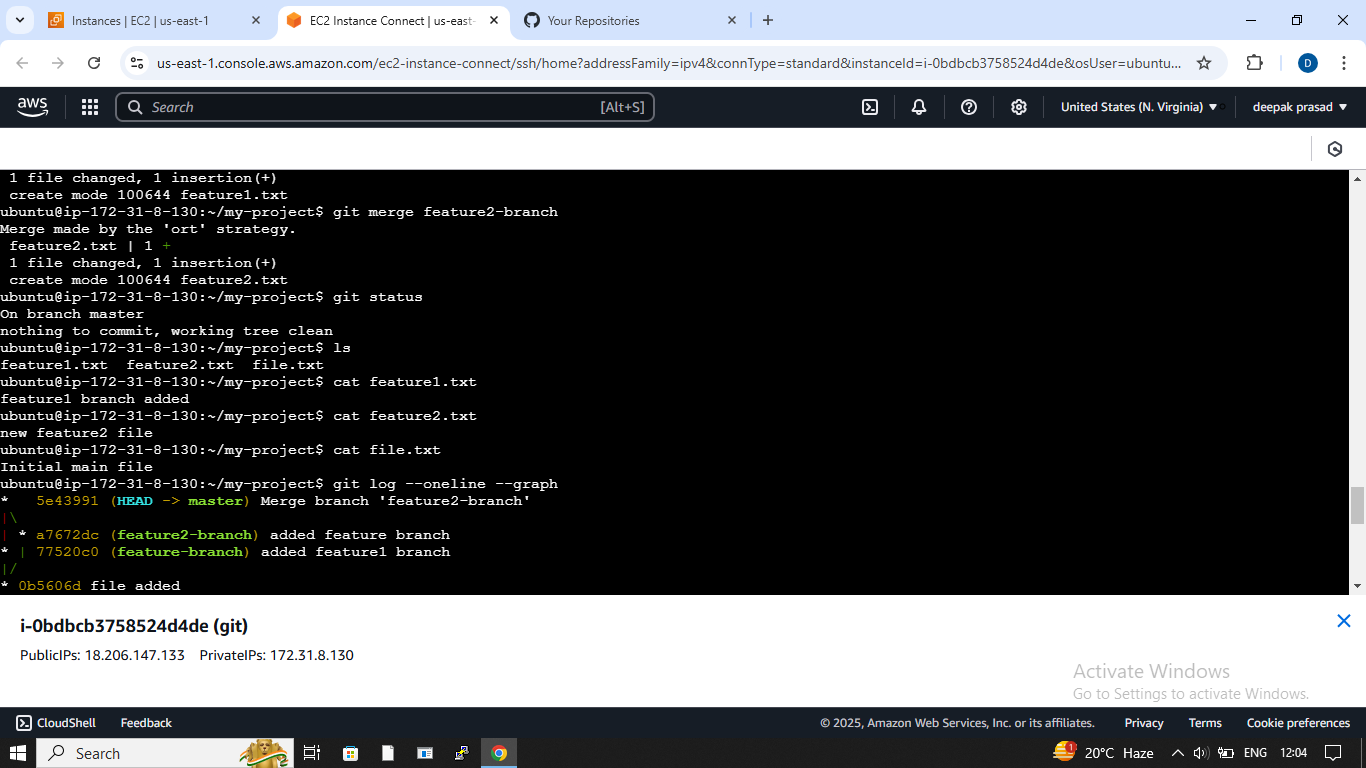 Instances | EC2 | us-east-1
EC2 Instance Connect | us-east-
Your Repositories
us-east-1.console.aws.amazon.com/ec2-instance-connect/ssh/home?addressFamily=ipv4&connType=standard&instanceId=i-0bdbcb3758524d4de&osUser=ubuntu...
D
aws
Search
[Alt+S]
United States (N. Virginia)
deepak prasad
1 file changed, 1 insertion(+)
create mode 100644 feature1.txt
ubuntu@ip-172-31-8-130:~/my-project$ git merge feature2-branch
Merge made by the 'ort' strategy.
feature2.txt | 1 +
1 file changed, 1 insertion(+)
create mode 100644 feature2.txt
ubuntu@ip-172-31-8-130:~/my-project$ git status
On branch master
nothing to commit, working tree clean
ubuntu@ip-172-31-8-130:~/my-project$ ls
feature1.txt  feature2.txt  file.txt
ubuntu@ip-172-31-8-130:~/my-project$ cat feature1.txt
feature1 branch added
ubuntu@ip-172-31-8-130:~/my-project$ cat feature2.txt
new feature2 file
ubuntu@ip-172-31-8-130:~/my-project$ cat file.txt
Initial main file
ubuntu@ip-172-31-8-130:~/my-project$ git log --oneline --graph
*   5e43991 (HEAD -> master) Merge branch 'feature2-branch'
|\
| * a7672dc (feature2-branch) added feature branch
* | 77520c0 (feature-branch) added feature1 branch
|/
* 0b5606d file added
i-0bdbcb3758524d4de (git)
PublicIPs: 18.206.147.133   PrivateIPs: 172.31.8.130
Activate Windows
Go to Settings to activate Windows.
CloudShell
Feedback
© 2025, Amazon Web Services, Inc. or its affiliates.
Privacy
Terms
Cookie preferences
Search
1
20°C Haze
ENG
12:04